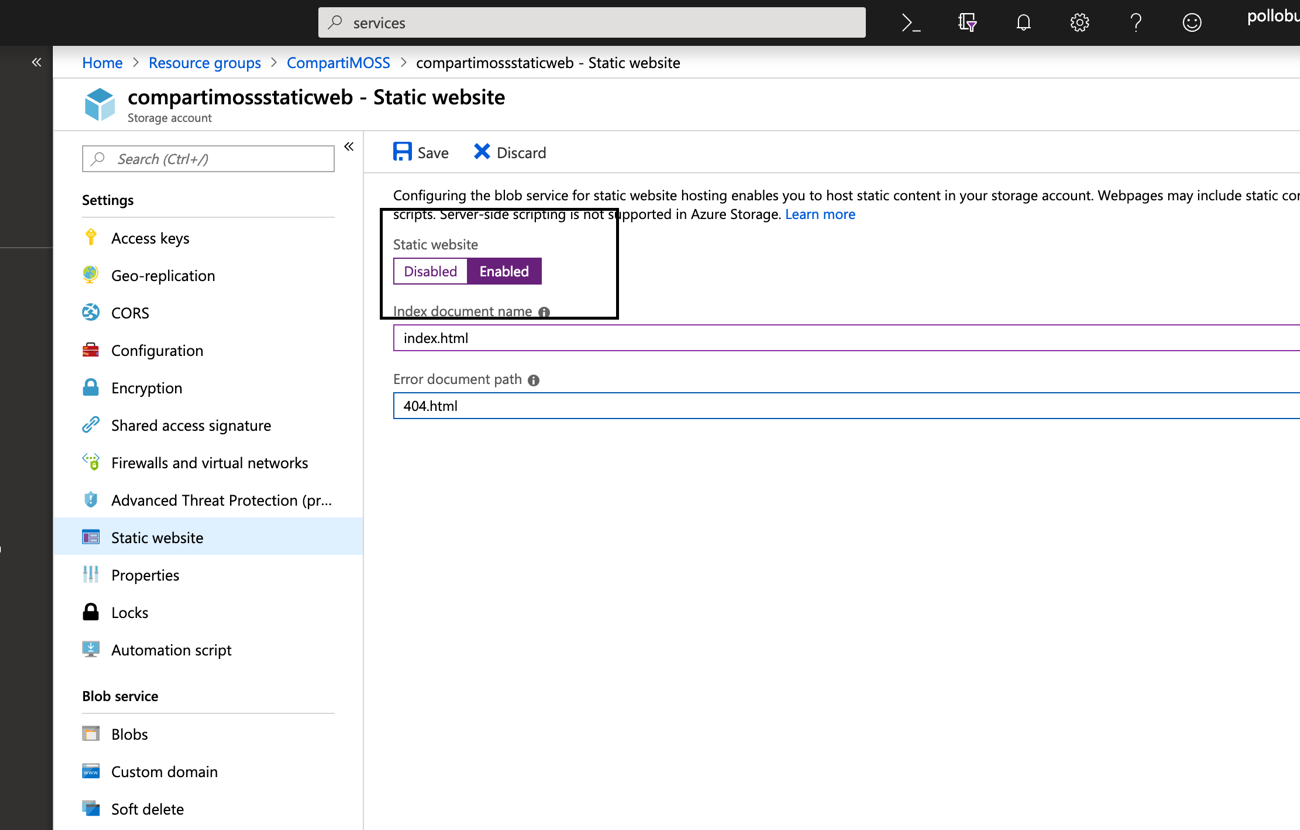 services
pollobu
Home > Resource groups > CompartiMOSS > compartimossstaticweb - Static website
compartimossstaticweb - Static website
Storage account
Search (Ctrl+/)
Settings
Access keys
Geo-replication
CORS
Configuration
Encryption
Shared access signature
Firewalls and virtual networks
Advanced Threat Protection (pr...
Static website
Properties
Locks
Automation script
Blob service
Blobs
Custom domain
Soft delete
Save Discard
Configuring the blob service for static website hosting enables you to host static content in your storage account. Webpages may include static co
scripts. Server-side scripting is not supported in Azure Storage. Learn more
Static website
Disabled Enabled
Index document name
index.html
Error document path
404.html